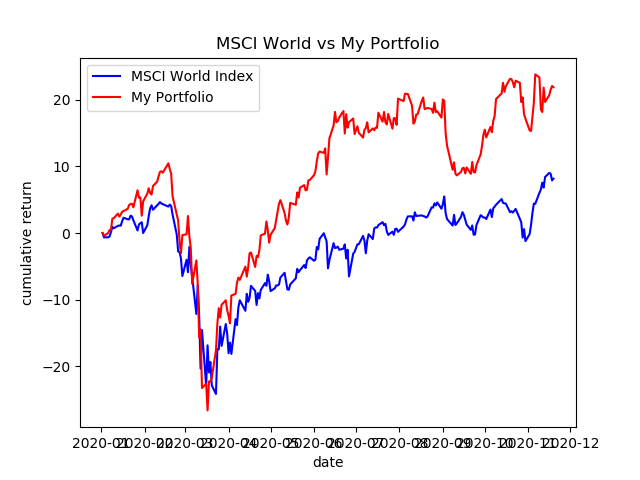 MSCI World vs My Portfolio
MSCI World Index
My Portfolio
20
10
0
−10
−20
cumulative return
2020-01 2020-02 2020-03 2020-04 2020-05 2020-06 2020-07 2020-08 2020-09 2020-10 2020-11 2020-12
date